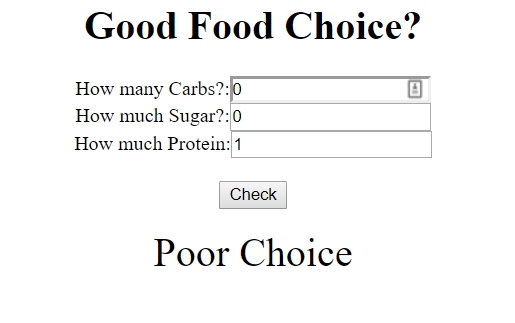 Good Food Choice?
How many Carbs?:0
How much Sugar?:0
How much Protein:1
Check
Poor Choice